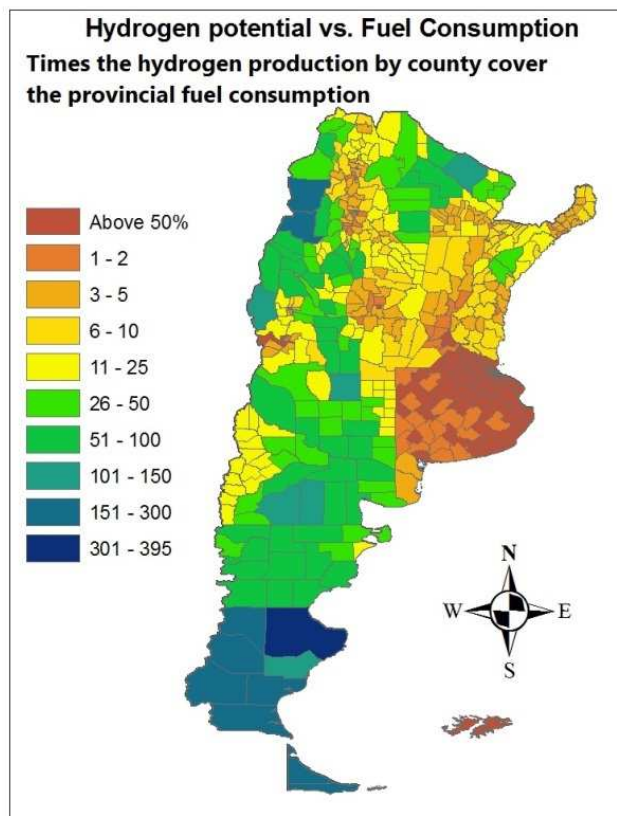 Hydrogen potential vs. Fuel Consumption
Times the hydrogen production by county cover
the provincial fuel consumption
Above 50%
1 - 2
3 - 5
6 - 10
11 - 25
26 - 50
51 - 100
101 - 150
151 - 300
301 - 395
N
W
E
S